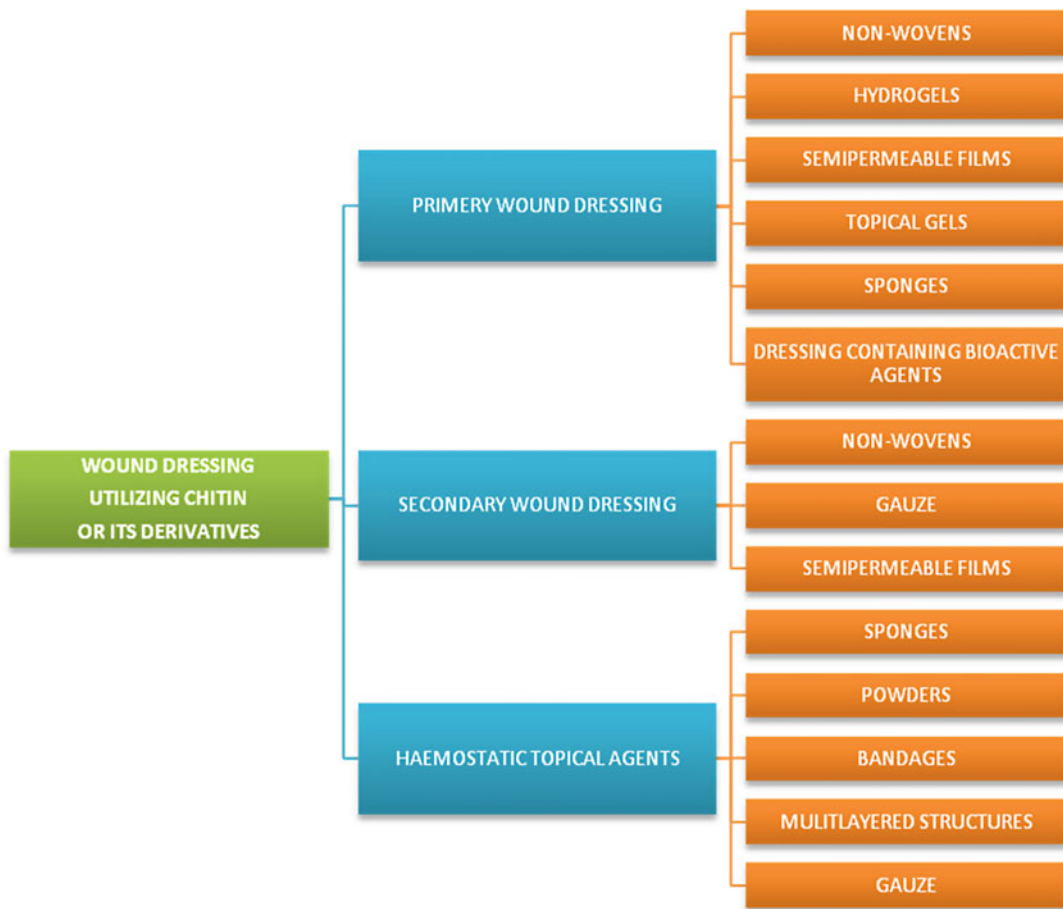 NON-WOVENS
HYDROGELS
SEMIPERMEABLE FILMS
PRIMERY WOUND DRESSING
TOPICAL GELS
SPONGES
DRESSING CONTAINING BIOACTIVE
AGENTS
WOUND DRESSING
UTILIZING CHITIN
OR ITS DERIVATIVES
SECONDARY WOUND DRESSING
NON-WOVENS
GAUZE
SEMIPERMEABLE FILMS
HAEMOSTATIC TOPICAL AGENTS
SPONGES
POWDERS
BANDAGES
MULITLAYERED STRUCTURES
GAUZE